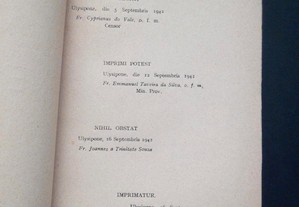 Ulyssipone, die 5 Septembris 1941
Fr. Cyprianus do Vale, o. f. m.
Censor
IMPRIMI POTEST
Ulyssipone, die 12 Septembris 1941
Fr. Emmanuel Taveira da Silva, o. f. m.,
Min. Prov.
NIHIL OBSTAT
Ulyssipone, 16 Septembris 1941
Fr. Joannes a Trinitate Sousa
IMPRIMATUR